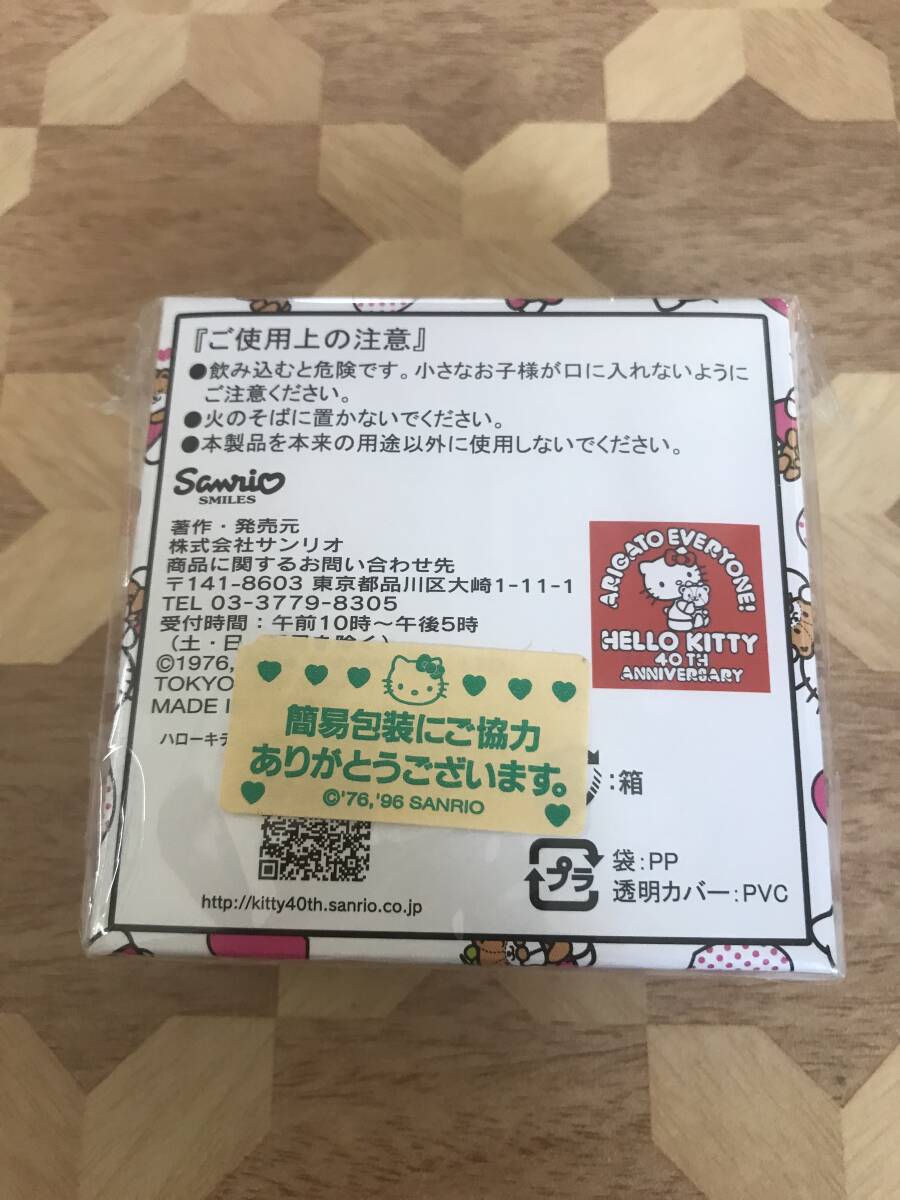 『ご使用上の注意』
●飲み込むと危険です。小さなお子様が口に入れないように
ご注意ください。
●火のそばに置かないでください。
●本製品を本来の用途以外に使用しないでください。
Sanrio
SMILES
著作・発売元
株式会社サンリオ
商品に関するお問い合わせ先
〒141-8603 東京都品川区大崎1-11-1
TEL 03-3779-8305
受付時間：午前10時～午後5時
（土・日
©1976,
TOKYO
MADE
ハローキテ
ARIGATO EVERYONE!
HELLO KITTY
40TH
ANNIVERSARY
簡易包装にご協力
ありがとうございます。
©'76,'96 SANRIO
：箱
http://kitty40th.sanrio.co.jp
プラ
袋：PP
透明カバー：PVC